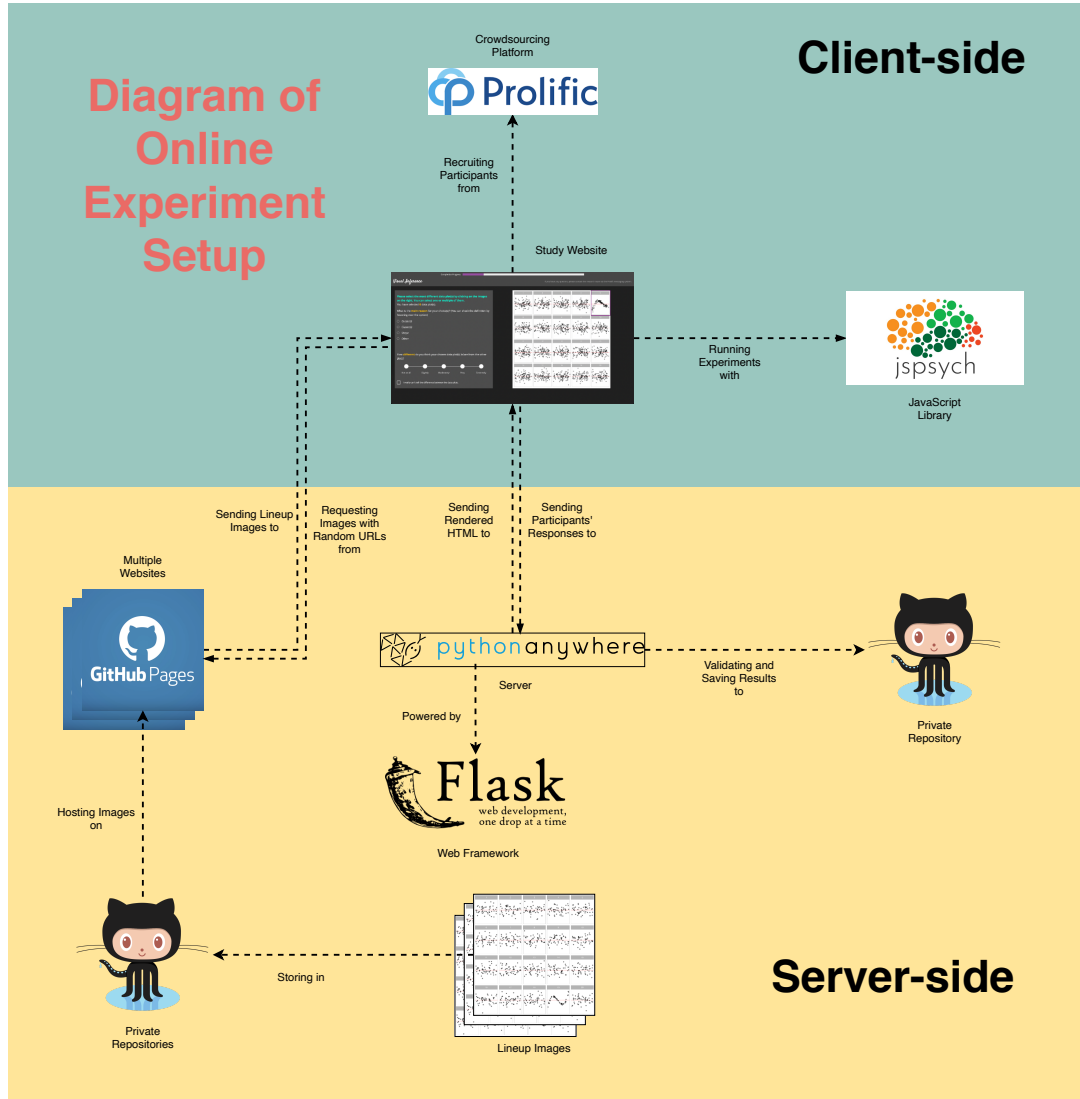 Diagram of
Online
Experiment
Setup
Client-side
Crowdsourcing
Platform
Prolific
Recruiting
Participants
from
Study Website
Visual Inference
Running
Experiments
with
jspsych
JavaScript
Library
Sending Lineup
Images to
Requesting
Images with
Random URLs
from
Sending
Rendered
HTML to
Sending
Participants'
Responses to
Multiple
Websites
GitHub Pages
pythonanywhere
Server
Validating and
Saving Results
to
Private
Repository
Powered by
Flask
web development,
one drop at a time
Web Framework
Hosting Images
on
Private
Repositories
Storing in
Lineup Images
Server-side